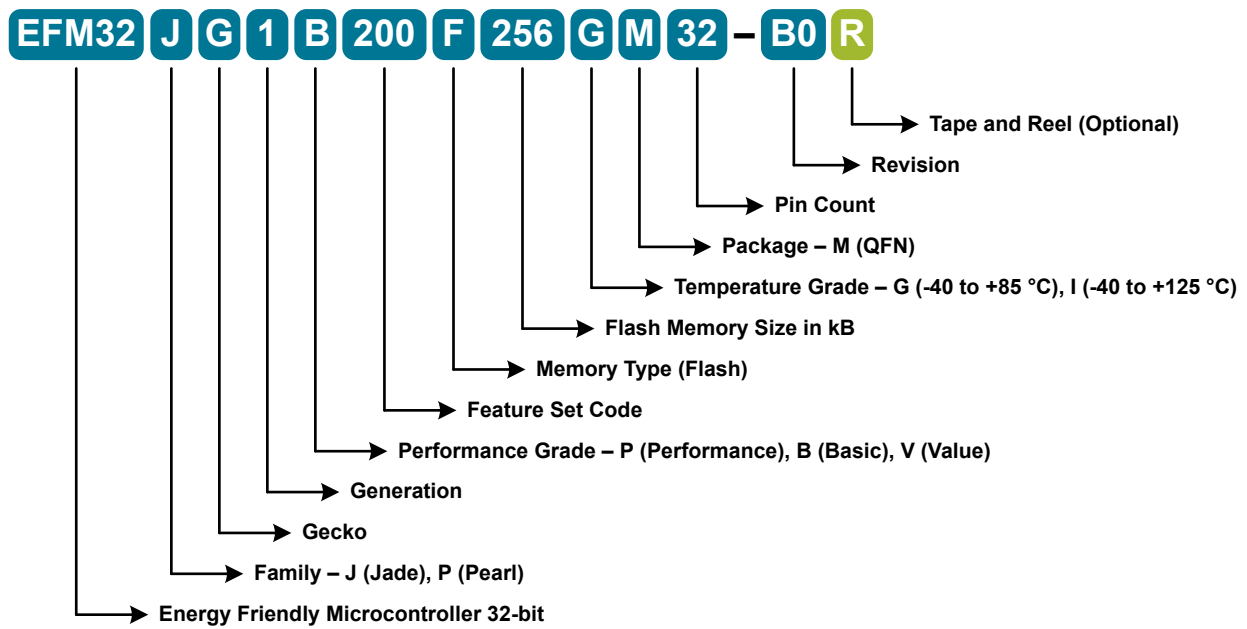 EFM32 J G 1 B 200 F 256 G M 32 – B0 R
Tape and Reel (Optional)
Revision
Pin Count
Package – M (QFN)
Temperature Grade – G (-40 to +85 °C), I (-40 to +125 °C)
Flash Memory Size in kB
Memory Type (Flash)
Feature Set Code
Performance Grade – P (Performance), B (Basic), V (Value)
Generation
Gecko
Family – J (Jade), P (Pearl)
Energy Friendly Microcontroller 32-bit